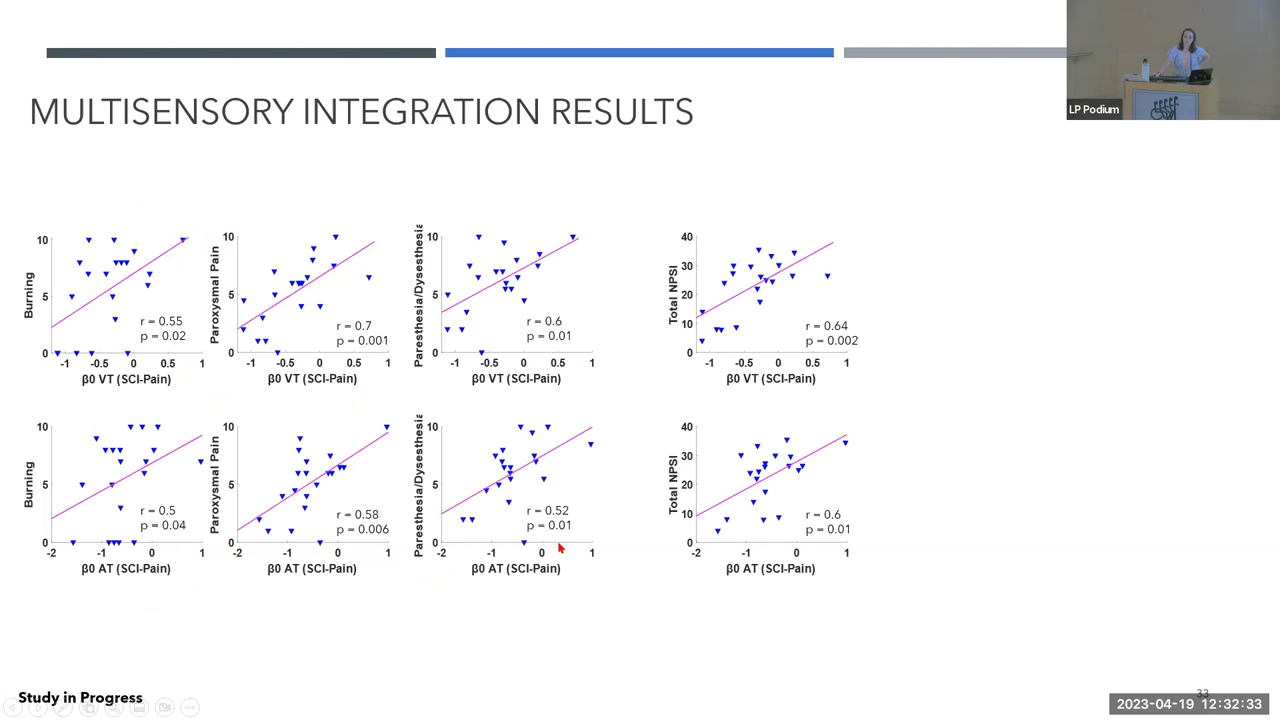 LP Podium
MULTISENSORY INTEGRATION RESULTS
Burning
10
5
0
-1
-0.5
0
0.5
1
r = 0.55
p = 0.02
β0 VT (SCI-Pain)
Paroxysmal Pain
10
5
0
-1
-0.5
0
0.5
1
r = 0.7
p = 0.001
β0 VT (SCI-Pain)
Paresthesia/Dysesthesia
10
5
0
-1
-0.5
0
0.5
1
r = 0.6
p = 0.01
β0 VT (SCI-Pain)
Total NPSI
40
30
20
10
0
-1
-0.5
0
0.5
1
r = 0.64
p = 0.002
β0 VT (SCI-Pain)
Burning
10
5
0
-2
-1
0
1
r = 0.5
p = 0.04
β0 AT (SCI-Pain)
Paroxysmal Pain
10
5
0
-2
-1
0
1
r = 0.58
p = 0.006
β0 AT (SCI-Pain)
Paresthesia/Dysesthesia
10
5
0
-2
-1
0
1
r = 0.52
p = 0.01
β0 AT (SCI-Pain)
Total NPSI
40
30
20
10
0
-2
-1
0
1
r = 0.6
p = 0.01
β0 AT (SCI-Pain)
Study in Progress
33
2023-04-19 12:32:33